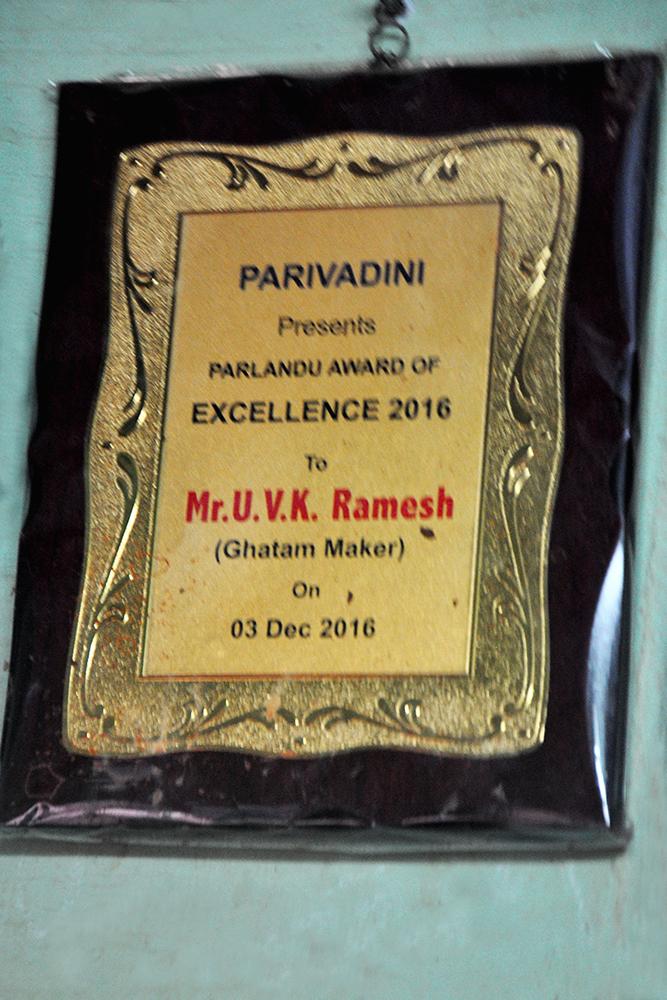 PARIVADINI
Presents
PARLANDU AWARD OF
EXCELLENCE 2016
To
Mr.U.V.K. Ramesh
(Ghatam Maker)
On
03 Dec 2016